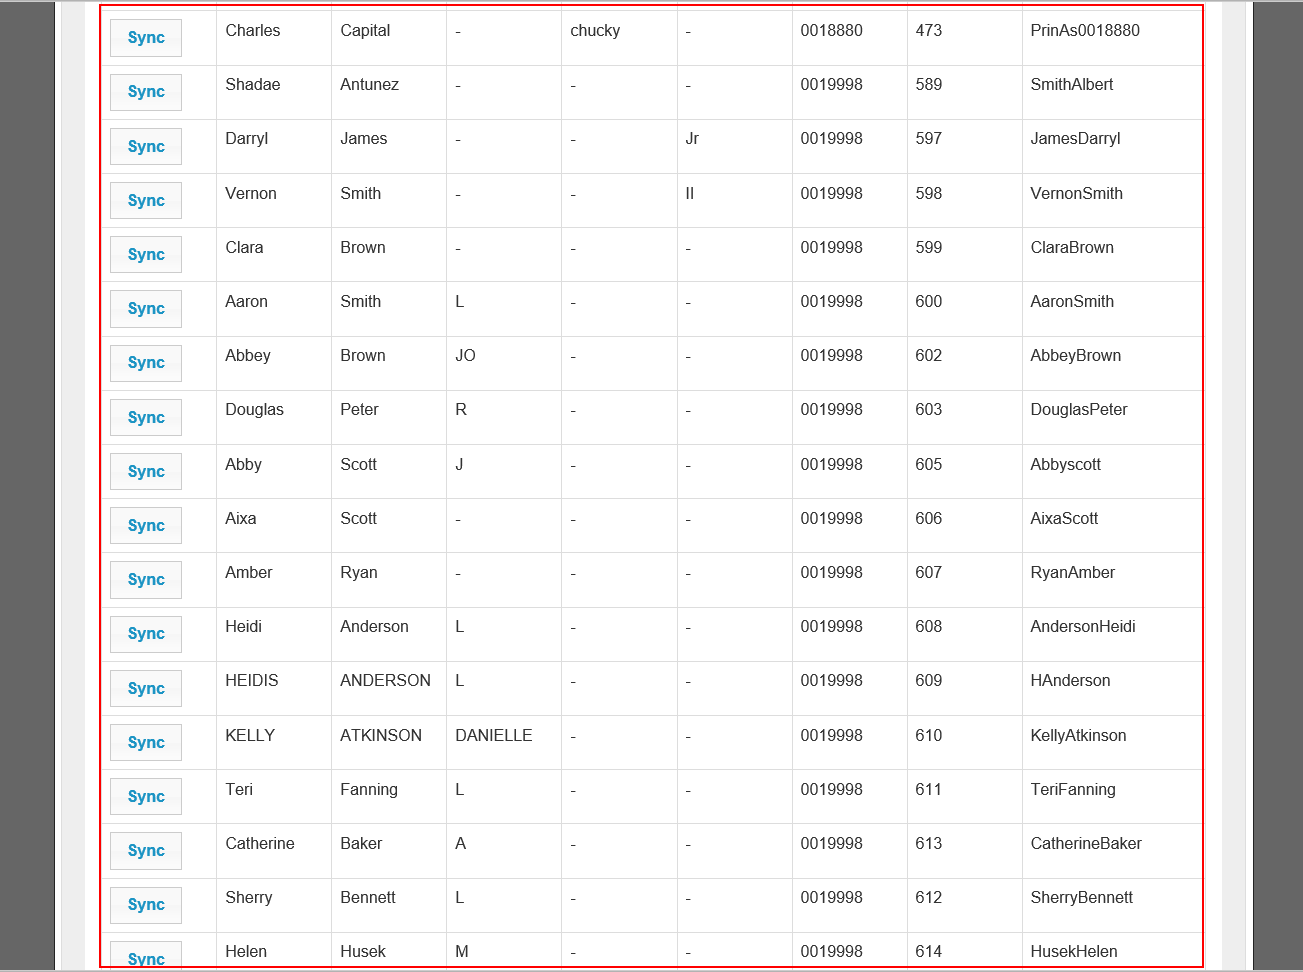 Sync Charles Capital - chucky - 0018880 473 PrinAs0018880
Sync Shadae Antunez - - - 0019998 589 SmithAlbert
Sync Darryl James - - Jr 0019998 597 JamesDarryl
Sync Vernon Smith - - II 0019998 598 VernonSmith
Sync Clara Brown - - - 0019998 599 ClaraBrown
Sync Aaron Smith L - - 0019998 600 AaronSmith
Sync Abbey Brown JO - - 0019998 602 AbbeyBrown
Sync Douglas Peter R - - 0019998 603 DouglasPeter
Sync Abby Scott J - - 0019998 605 Abbyscott
Sync Aixa Scott - - - 0019998 606 AixaScott
Sync Amber Ryan - - - 0019998 607 RyanAmber
Sync Heidi Anderson L - - 0019998 608 AndersonHeidi
Sync HEIDIS ANDERSON L - - 0019998 609 HAnderson
Sync KELLY ATKINSON DANIELLE - - 0019998 610 KellyAtkinson
Sync Teri Fanning L - - 0019998 611 TeriFanning
Sync Catherine Baker A - - 0019998 613 CatherineBaker
Sync Sherry Bennett L - - 0019998 612 SherryBennett
Sync Helen Husek M - - 0019998 614 HusekHelen